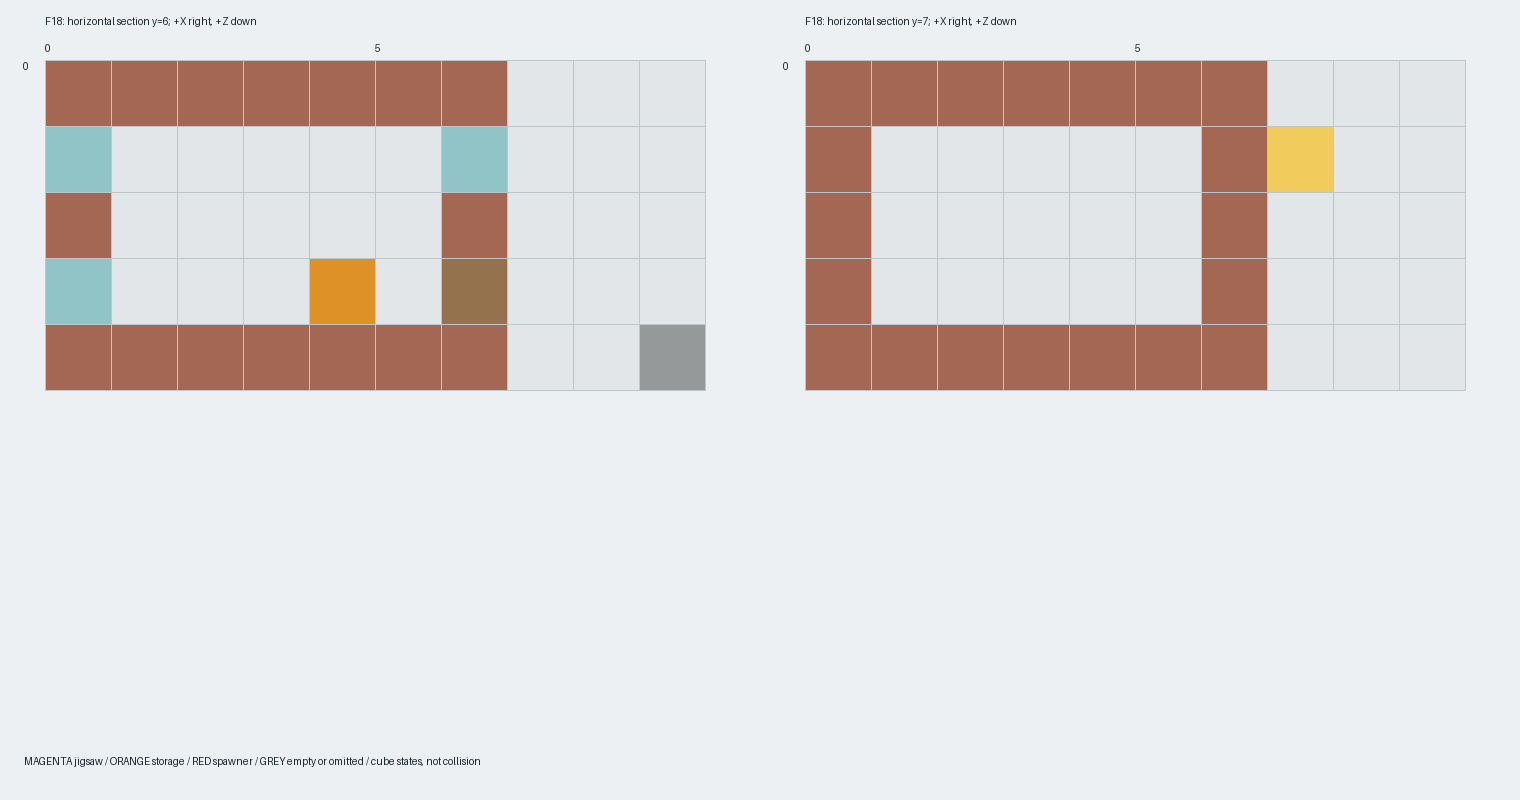 F18: horizontal section y=6; +X right, +Z down
F18: horizontal section y=7; +X right, +Z down
0 5
0 5
0
0
MAGENTA jigsaw / ORANGE storage / RED spawner / GREY empty or omitted / cube states, not collision